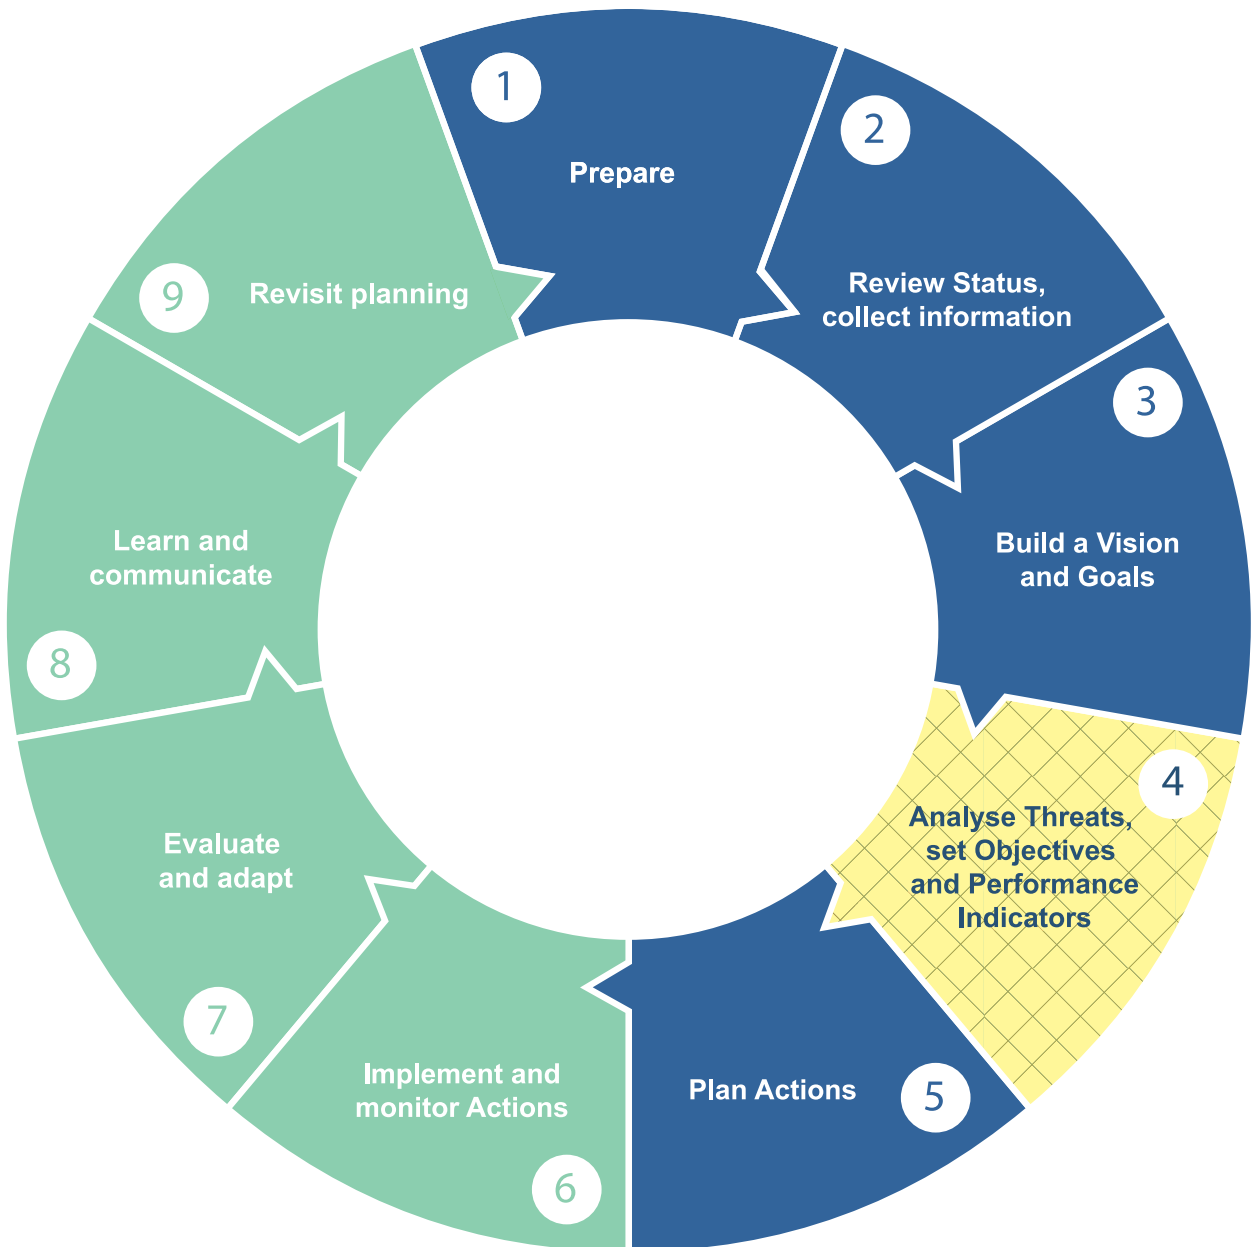 1
Prepare
2
Review Status,
collect information
3
Build a Vision
and Goals
4
Analyse Threats,
set Objectives
and Performance
Indicators
5
Plan Actions
6
Implement and
monitor Actions
7
Evaluate
and adapt
8
Learn and
communicate
9
Revisit planning